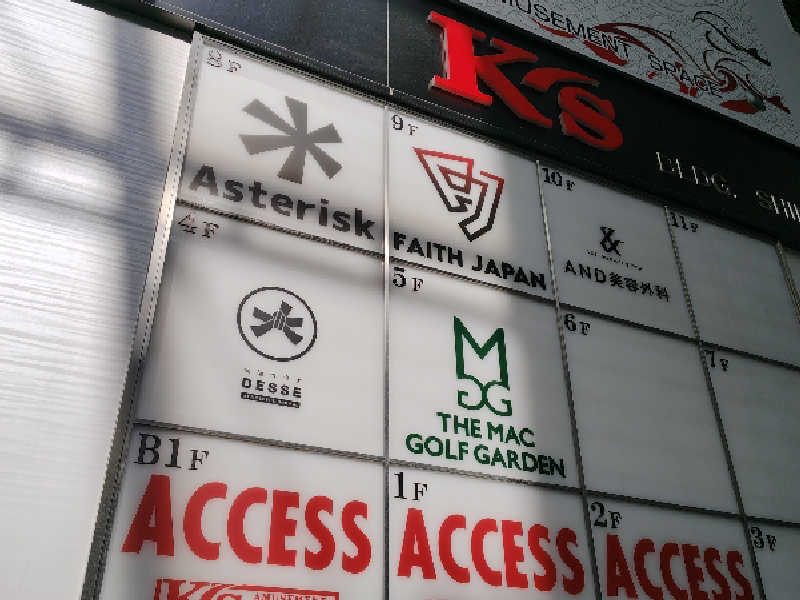 AMUSEMENT SPACE
K's
BLDG.
8F
Asterisk
9F
FAITH JAPAN
10F
&
AND美容外科
11F
4F
DESSE
5F
MGG
THE MAC
GOLF GARDEN
6F
7F
B1F
ACCESS
K's
1F
ACCESS
2F
ACCESS
3F